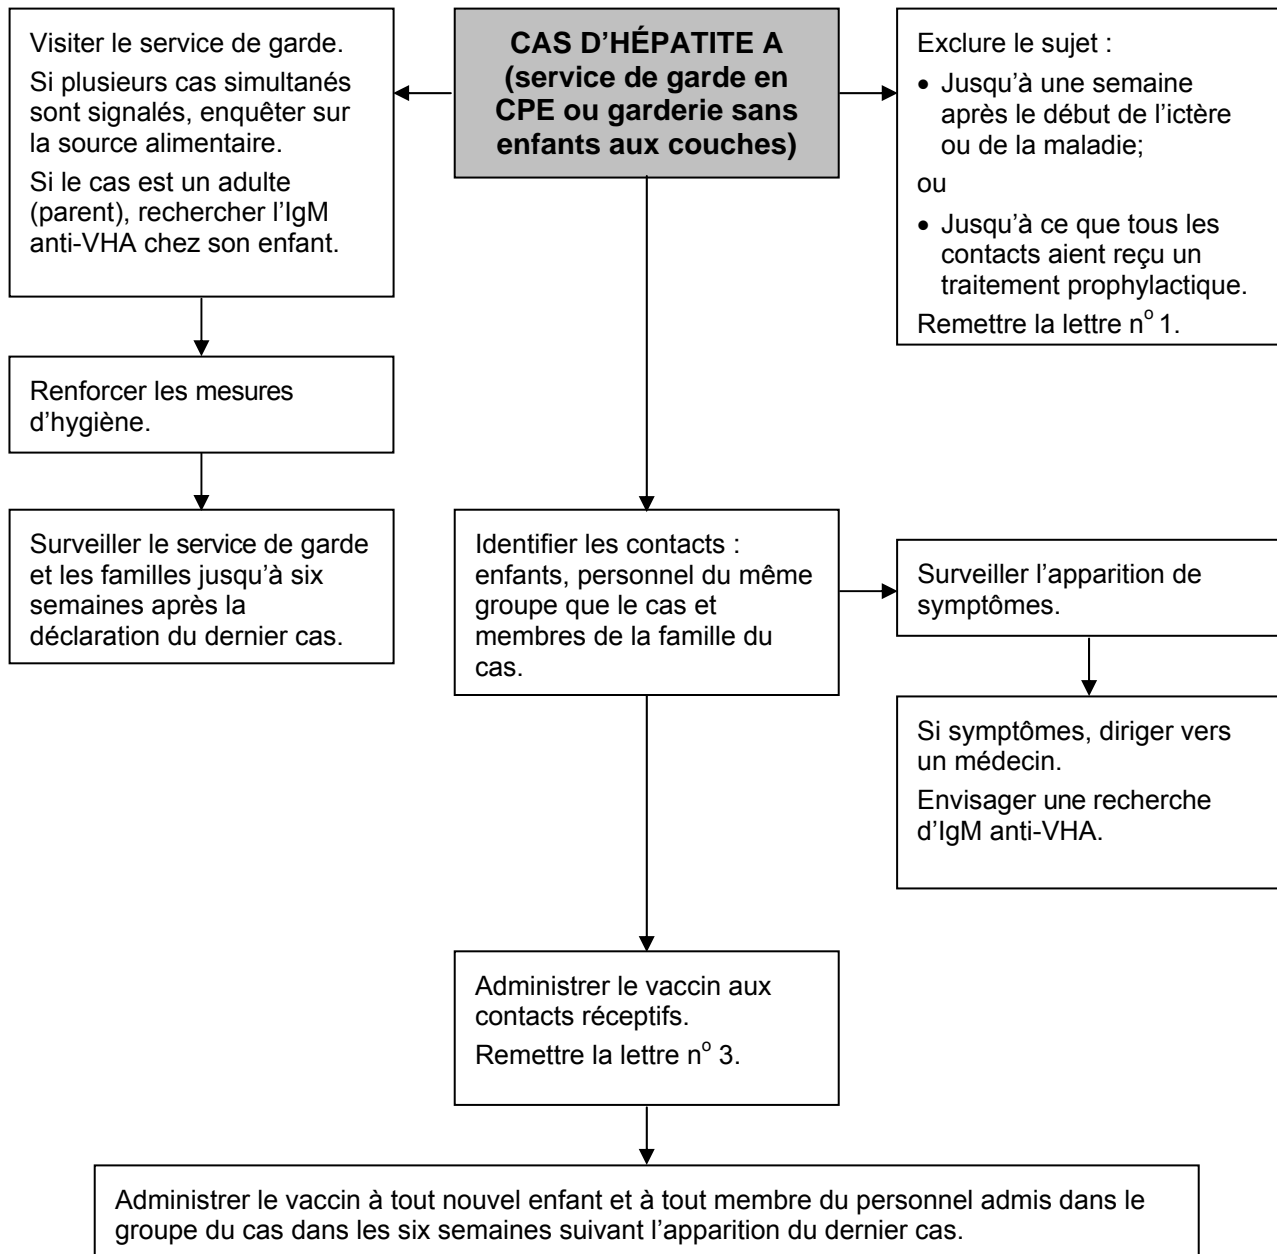 CAS D'HÉPATITE A
(service de garde en
CPE ou garderie sans
enfants aux couches)
Visiter le service de garde.
Si plusieurs cas simultanés
sont signalés, enquêter sur
la source alimentaire.
Si le cas est un adulte
(parent), rechercher l'IgM
anti-VHA chez son enfant.
Renforcer les mesures
d'hygiène.
Surveiller le service de garde
et les familles jusqu'à six
semaines après la
déclaration du dernier cas.
Exclure le sujet :
• Jusqu'à une semaine
après le début de l'ictère
ou de la maladie;
ou
• Jusqu'à ce que tous les
contacts aient reçu un
traitement prophylactique.
Remettre la lettre nº 1.
Identifier les contacts :
enfants, personnel du même
groupe que le cas et
membres de la famille du
cas.
Surveiller l'apparition de
symptômes.
Si symptômes, diriger vers
un médecin.
Envisager une recherche
d'IgM anti-VHA.
Administrer le vaccin aux
contacts réceptifs.
Remettre la lettre nº 3.
Administrer le vaccin à tout nouvel enfant et à tout membre du personnel admis dans le
groupe du cas dans les six semaines suivant l'apparition du dernier cas.